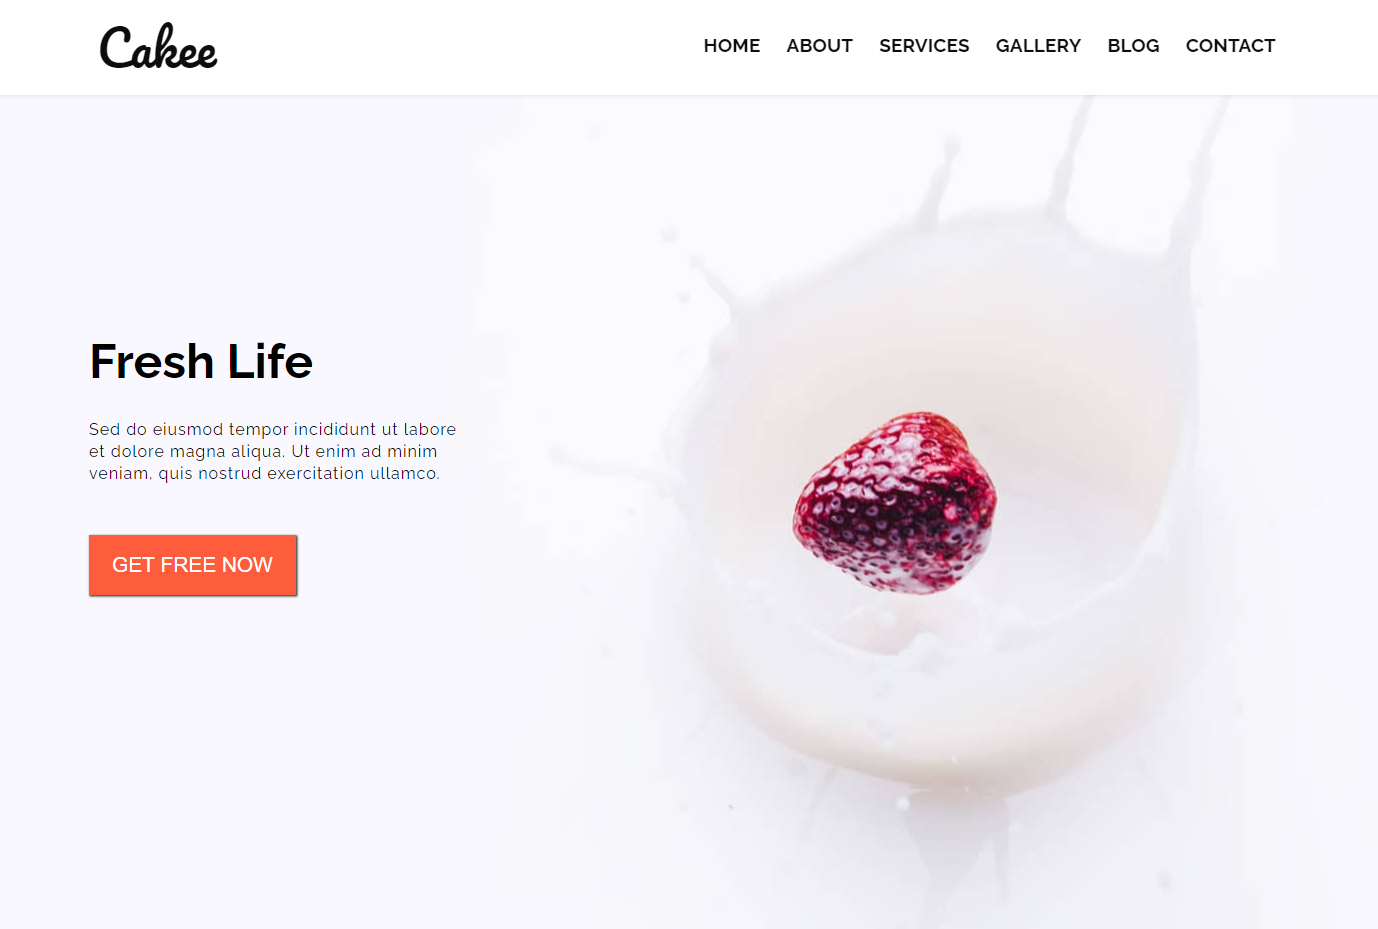 Cakee
HOME ABOUT SERVICES GALLERY BLOG CONTACT
Fresh Life
Sed do eiusmod tempor incididunt ut labore
et dolore magna aliqua. Ut enim ad minim
veniam, quis nostrud exercitation ullamco.
GET FREE NOW